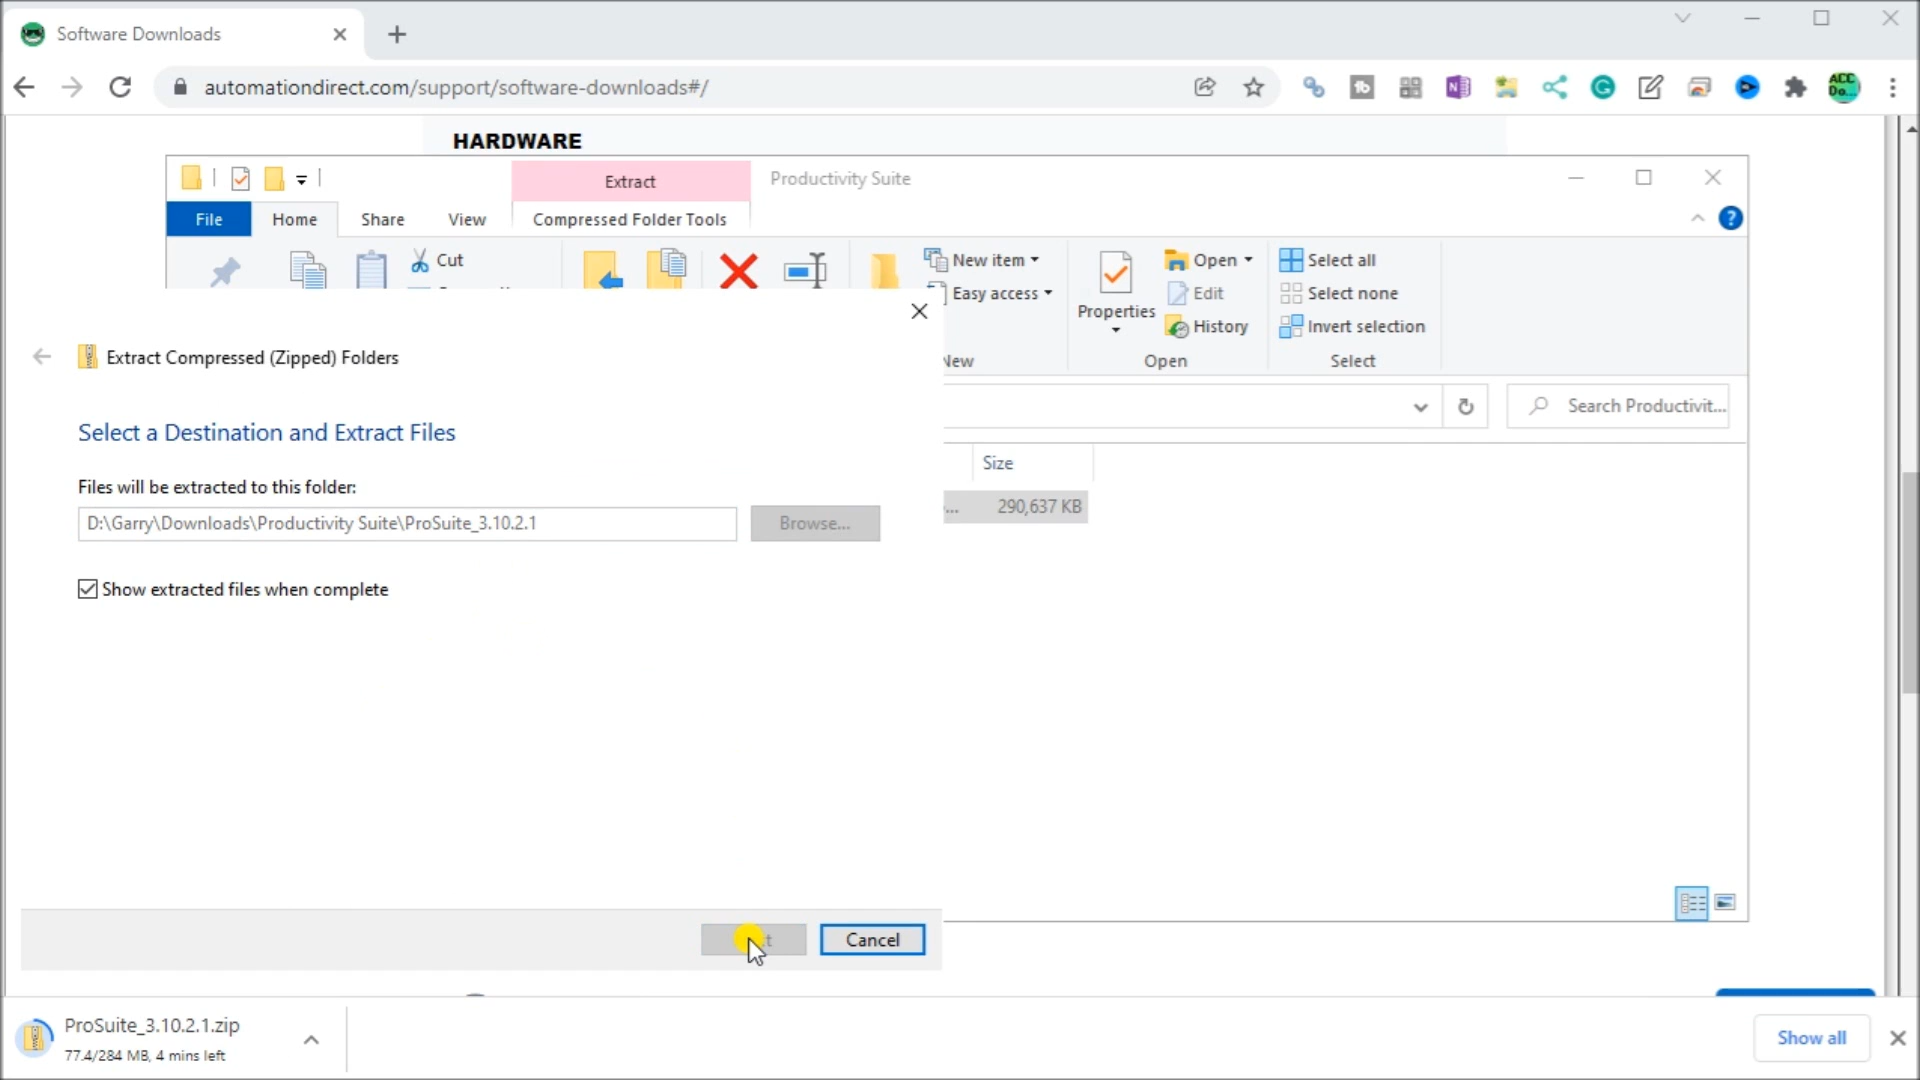 Software Downloads
automationdirect.com/support/software-downloads#/
HARDWARE
Extract
Productivity Suite
File
Home
Share
View
Compressed Folder Tools
Cut
New item
Easy access
Properties
Open
Edit
History
Select all
Select none
Invert selection
New
Open
Select
Extract Compressed (Zipped) Folders
Search Productivit...
Select a Destination and Extract Files
Size
Files will be extracted to this folder:
D:\Garry\Downloads\Productivity Suite\ProSuite_3.10.2.1
Browse...
...
290,637 KB
Show extracted files when complete
Cancel
ProSuite_3.10.2.1.zip
77.4/284 MB, 4 mins left
Show all